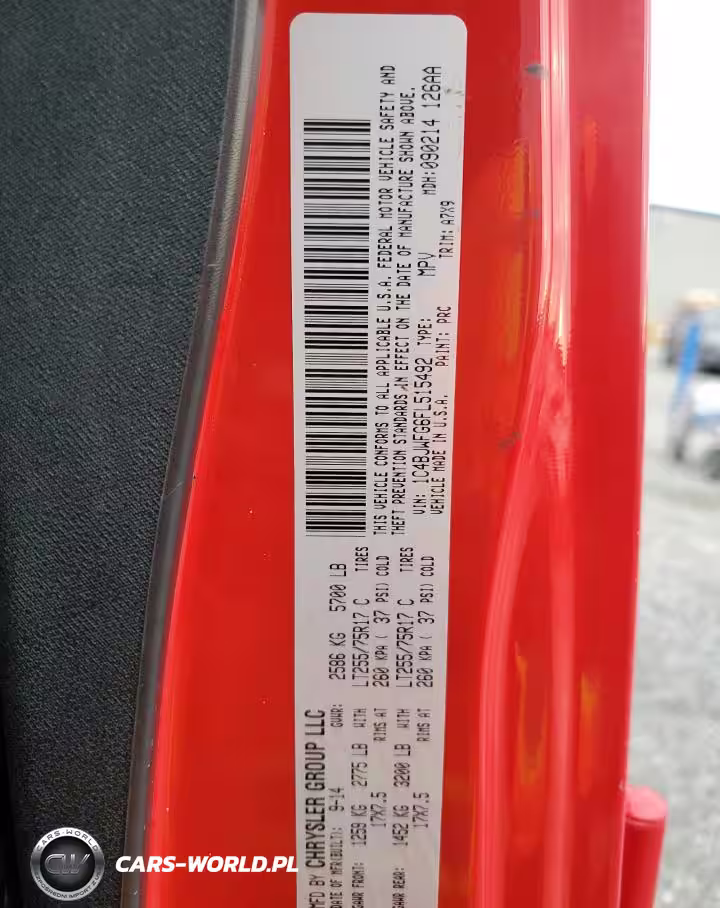 MFD BY CHRYSLER GROUP LLC
DATE OF MFR(BUILT): 9-14 GVWR: 2586 KG 5700 LB
GAWR FRONT: 1259 KG 2775 LB WITH LT255/75R17 C TIRES
17X7.5 RIMS AT 260 KPA ( 37 PSI) COLD
GAWR REAR: 1452 KG 3200 LB WITH LT255/75R17 C TIRES
17X7.5 RIMS AT 260 KPA ( 37 PSI) COLD
THIS VEHICLE CONFORMS TO ALL APPLICABLE U.S.A. FEDERAL MOTOR VEHICLE SAFETY AND
THEFT PREVENTION STANDARDS IN EFFECT ON THE DATE OF MANUFACTURE SHOWN ABOVE.
VIN: 1C4BJWFG6FL515492 TYPE: MPV MDH: 090214 126AA
VEHICLE MADE IN U.S.A. PAINT: PRC TRIM: A7X9
CARS-WORLD
CW
CARS-WORLD.PL